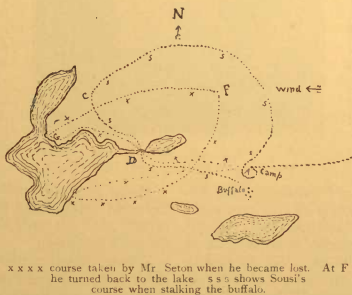 N
s s s
C s x x F Wind
s x s
G x s x
D x s Camp
x s s
Buffalo
x x x x
x x x x course taken by Mr. Seton when he became lost. At F
he turned back to the lake. s s s shows Sousi's
course when stalking the buffalo.